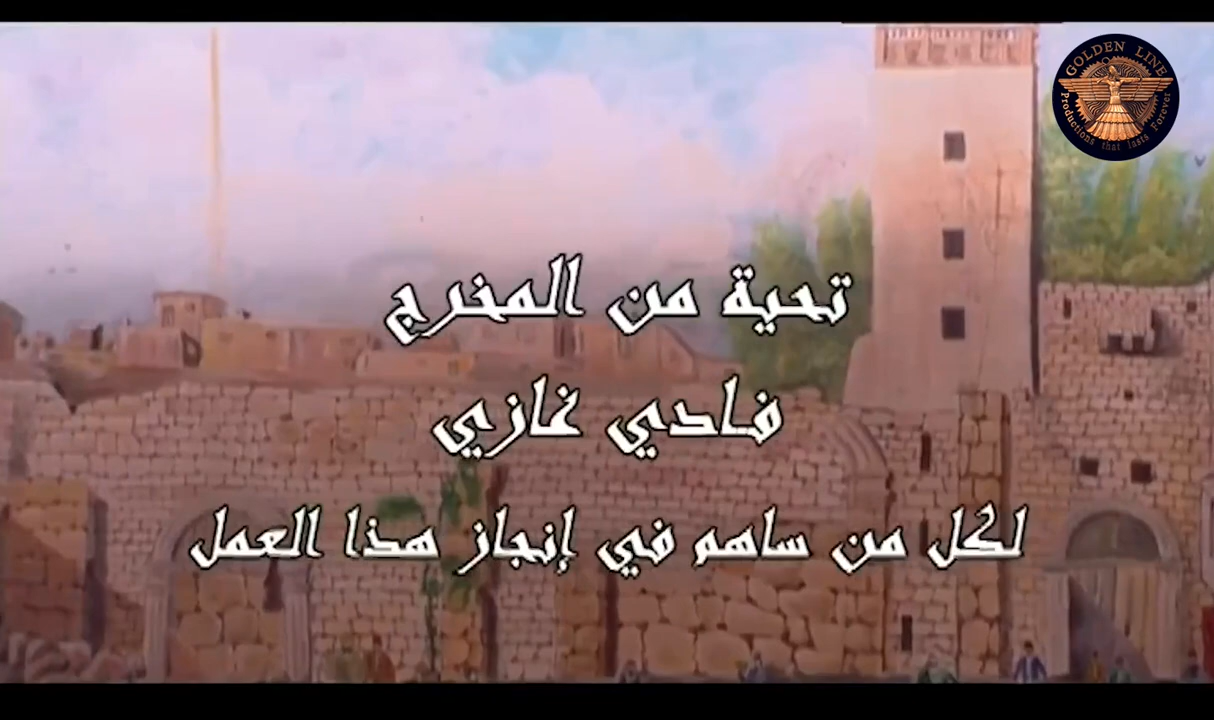 GOLDEN LINE
Productions that lasts Forever
تحية من المخرج
فادي غازي
لكل من ساهم في إنجاز هذا العمل